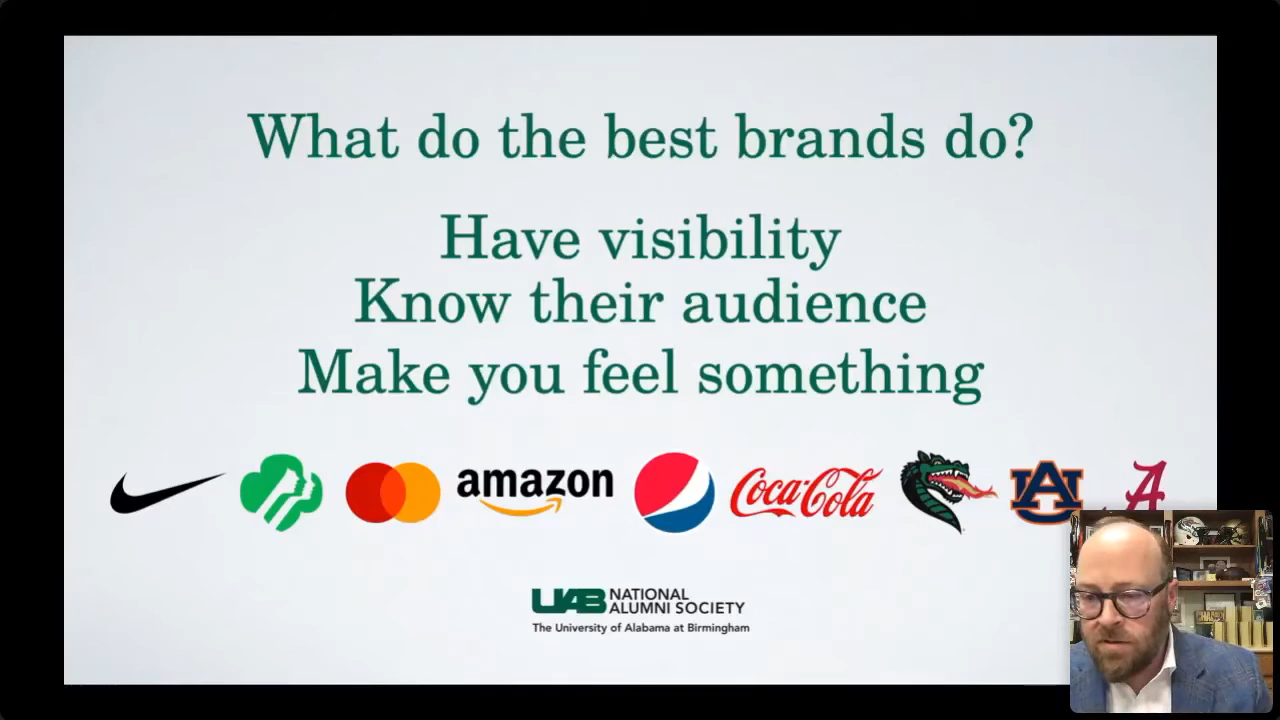 What do the best brands do?
Have visibility
Know their audience
Make you feel something
amazon
Coca-Cola
AU
A
UAB NATIONAL
ALUMNI SOCIETY
The University of Alabama at Birmingham